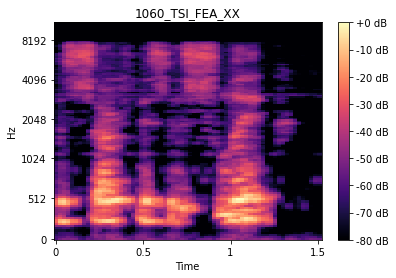 1060_TSI_FEA_XX
+0 dB
8192
-10 dB
4096
-20 dB
-30 dB
2048
-40 dB
Hz
1024
-50 dB
512
-60 dB
-70 dB
0
-80 dB
0 0.5 1 1.5
Time